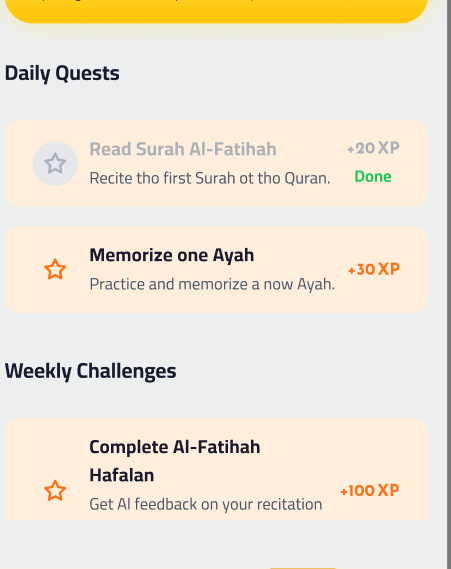 Daily Quests
Read Surah Al-Fatihah
+20 XP
Recite tho first Surah ot tho Quran.
Done
Memorize one Ayah
+30 XP
Practice and memorize a now Ayah.
Weekly Challenges
Complete Al-Fatihah
Hafalan
+100 XP
Get Al feedback on your recitation